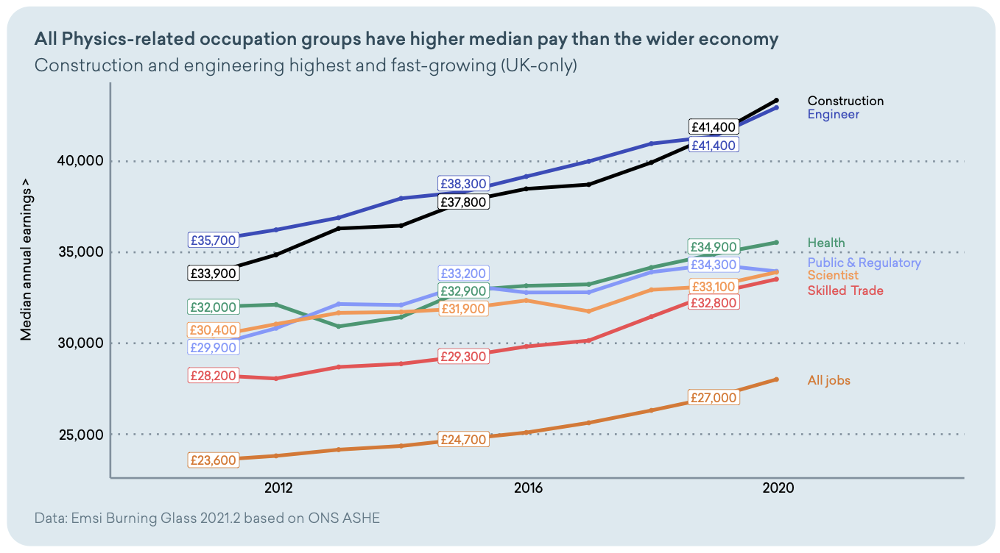 All Physics-related occupation groups have higher median pay than the wider economy
Construction and engineering highest and fast-growing (UK-only)
Median annual earnings >
40,000
35,000
30,000
25,000
£35,700
£33,900
£32,000
£30,400
£29,900
£28,200
£23,600
£38,300
£37,800
£33,200
£32,900
£31,900
£29,300
£24,700
£41,400
£41,400
£34,900
£34,300
£33,100
£32,800
£27,000
Construction
Engineer
Health
Public & Regulatory
Scientist
Skilled Trade
All jobs
2012
2016
2020
Data: Emsi Burning Glass 2021.2 based on ONS ASHE